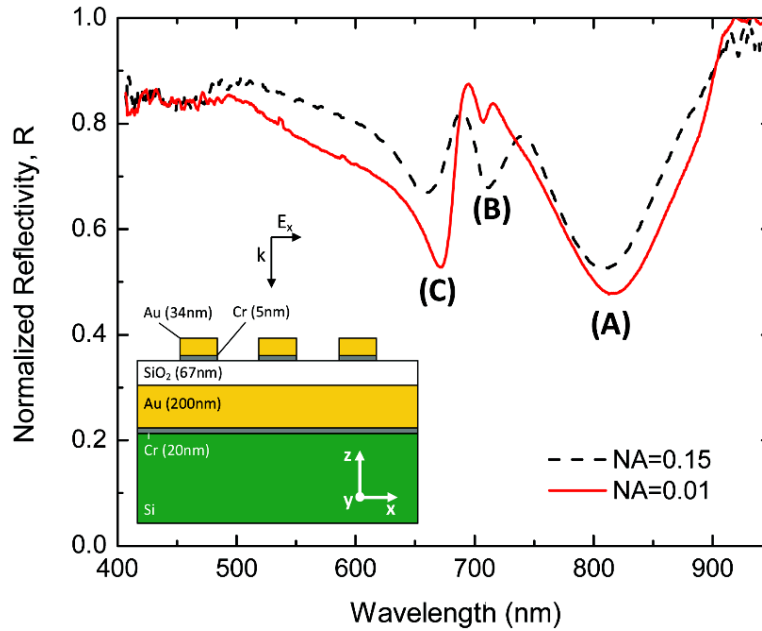 Normalized Reflectivity, R
1.0
0.8
0.6
0.4
0.2
0.0
400
500
600
700
800
900
Wavelength (nm)
(A)
(B)
(C)
Eₓ
k
Au (34nm)
Cr (5nm)
SiO₂ (67nm)
Au (200nm)
Cr (20nm)
Si
z
y
x
NA=0.15
NA=0.01